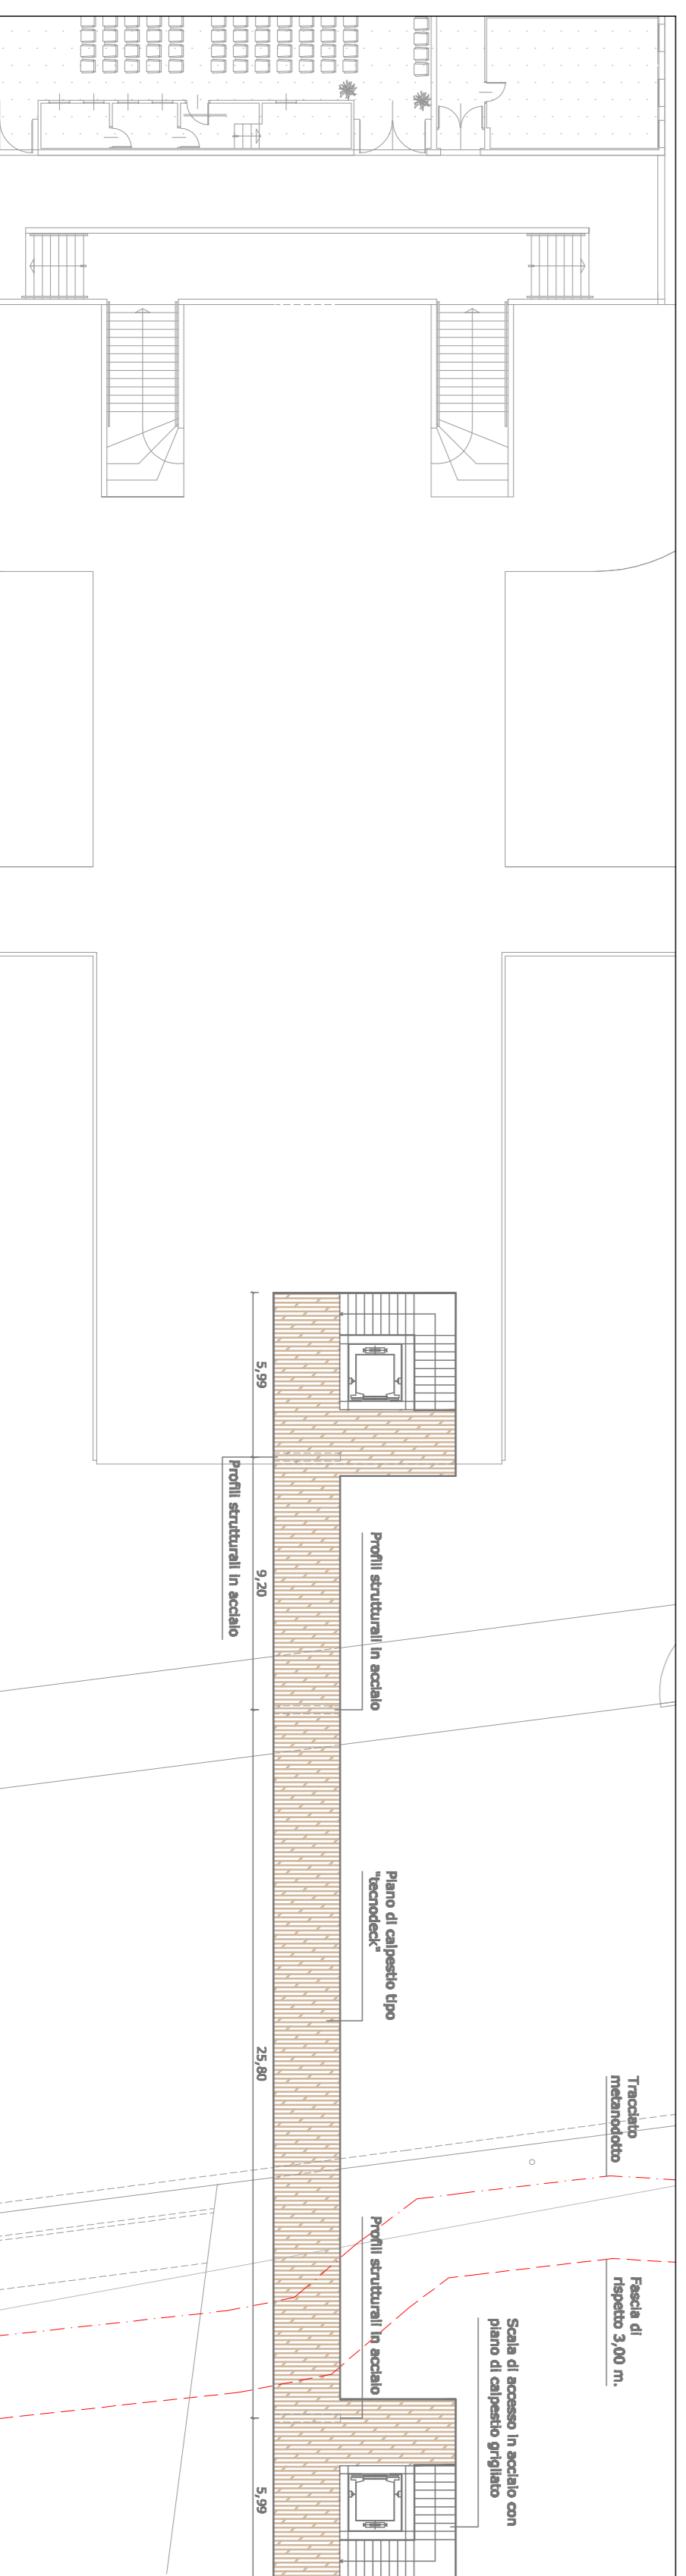 5,99
Profili strutturali in acciaio
9,20
Profili strutturali in acciaio
Piano di calpestio tipo
"tecnodeck"
25,80
Tracciato
metanodotto
Profili strutturali in acciaio
Fascia di
rispetto 3,00 m.
Scala di accesso in acciaio con
piano di calpestio grigliato
5,99